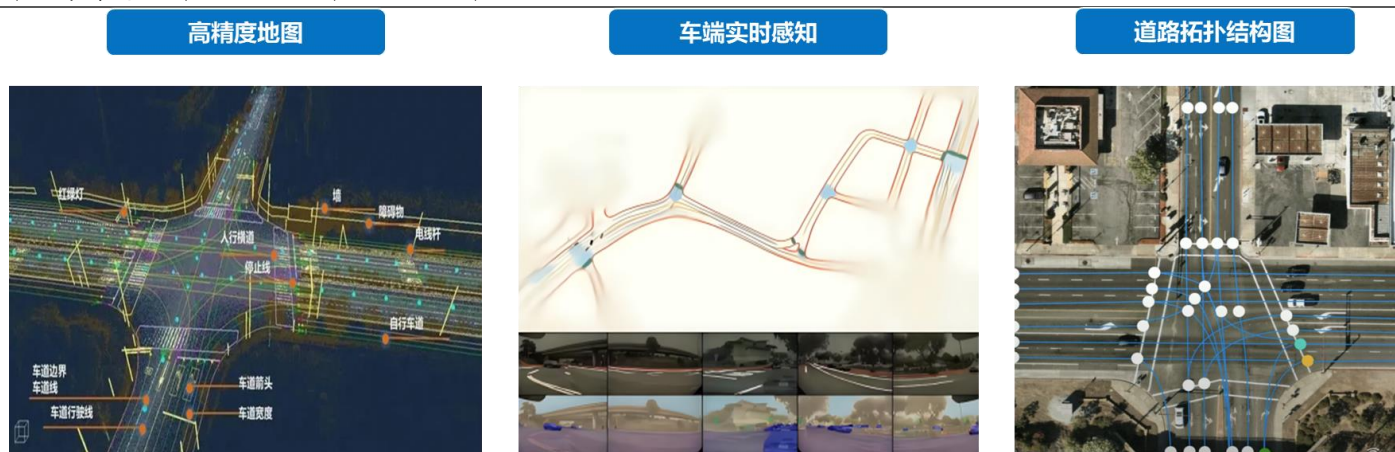 高精度地图
车端实时感知
道路拓扑结构图
红绿灯
墙
障碍物
电线杆
人行横道
停止线
自行车道
车道边界
车道线
车道箭头
车道行驶线
车道宽度